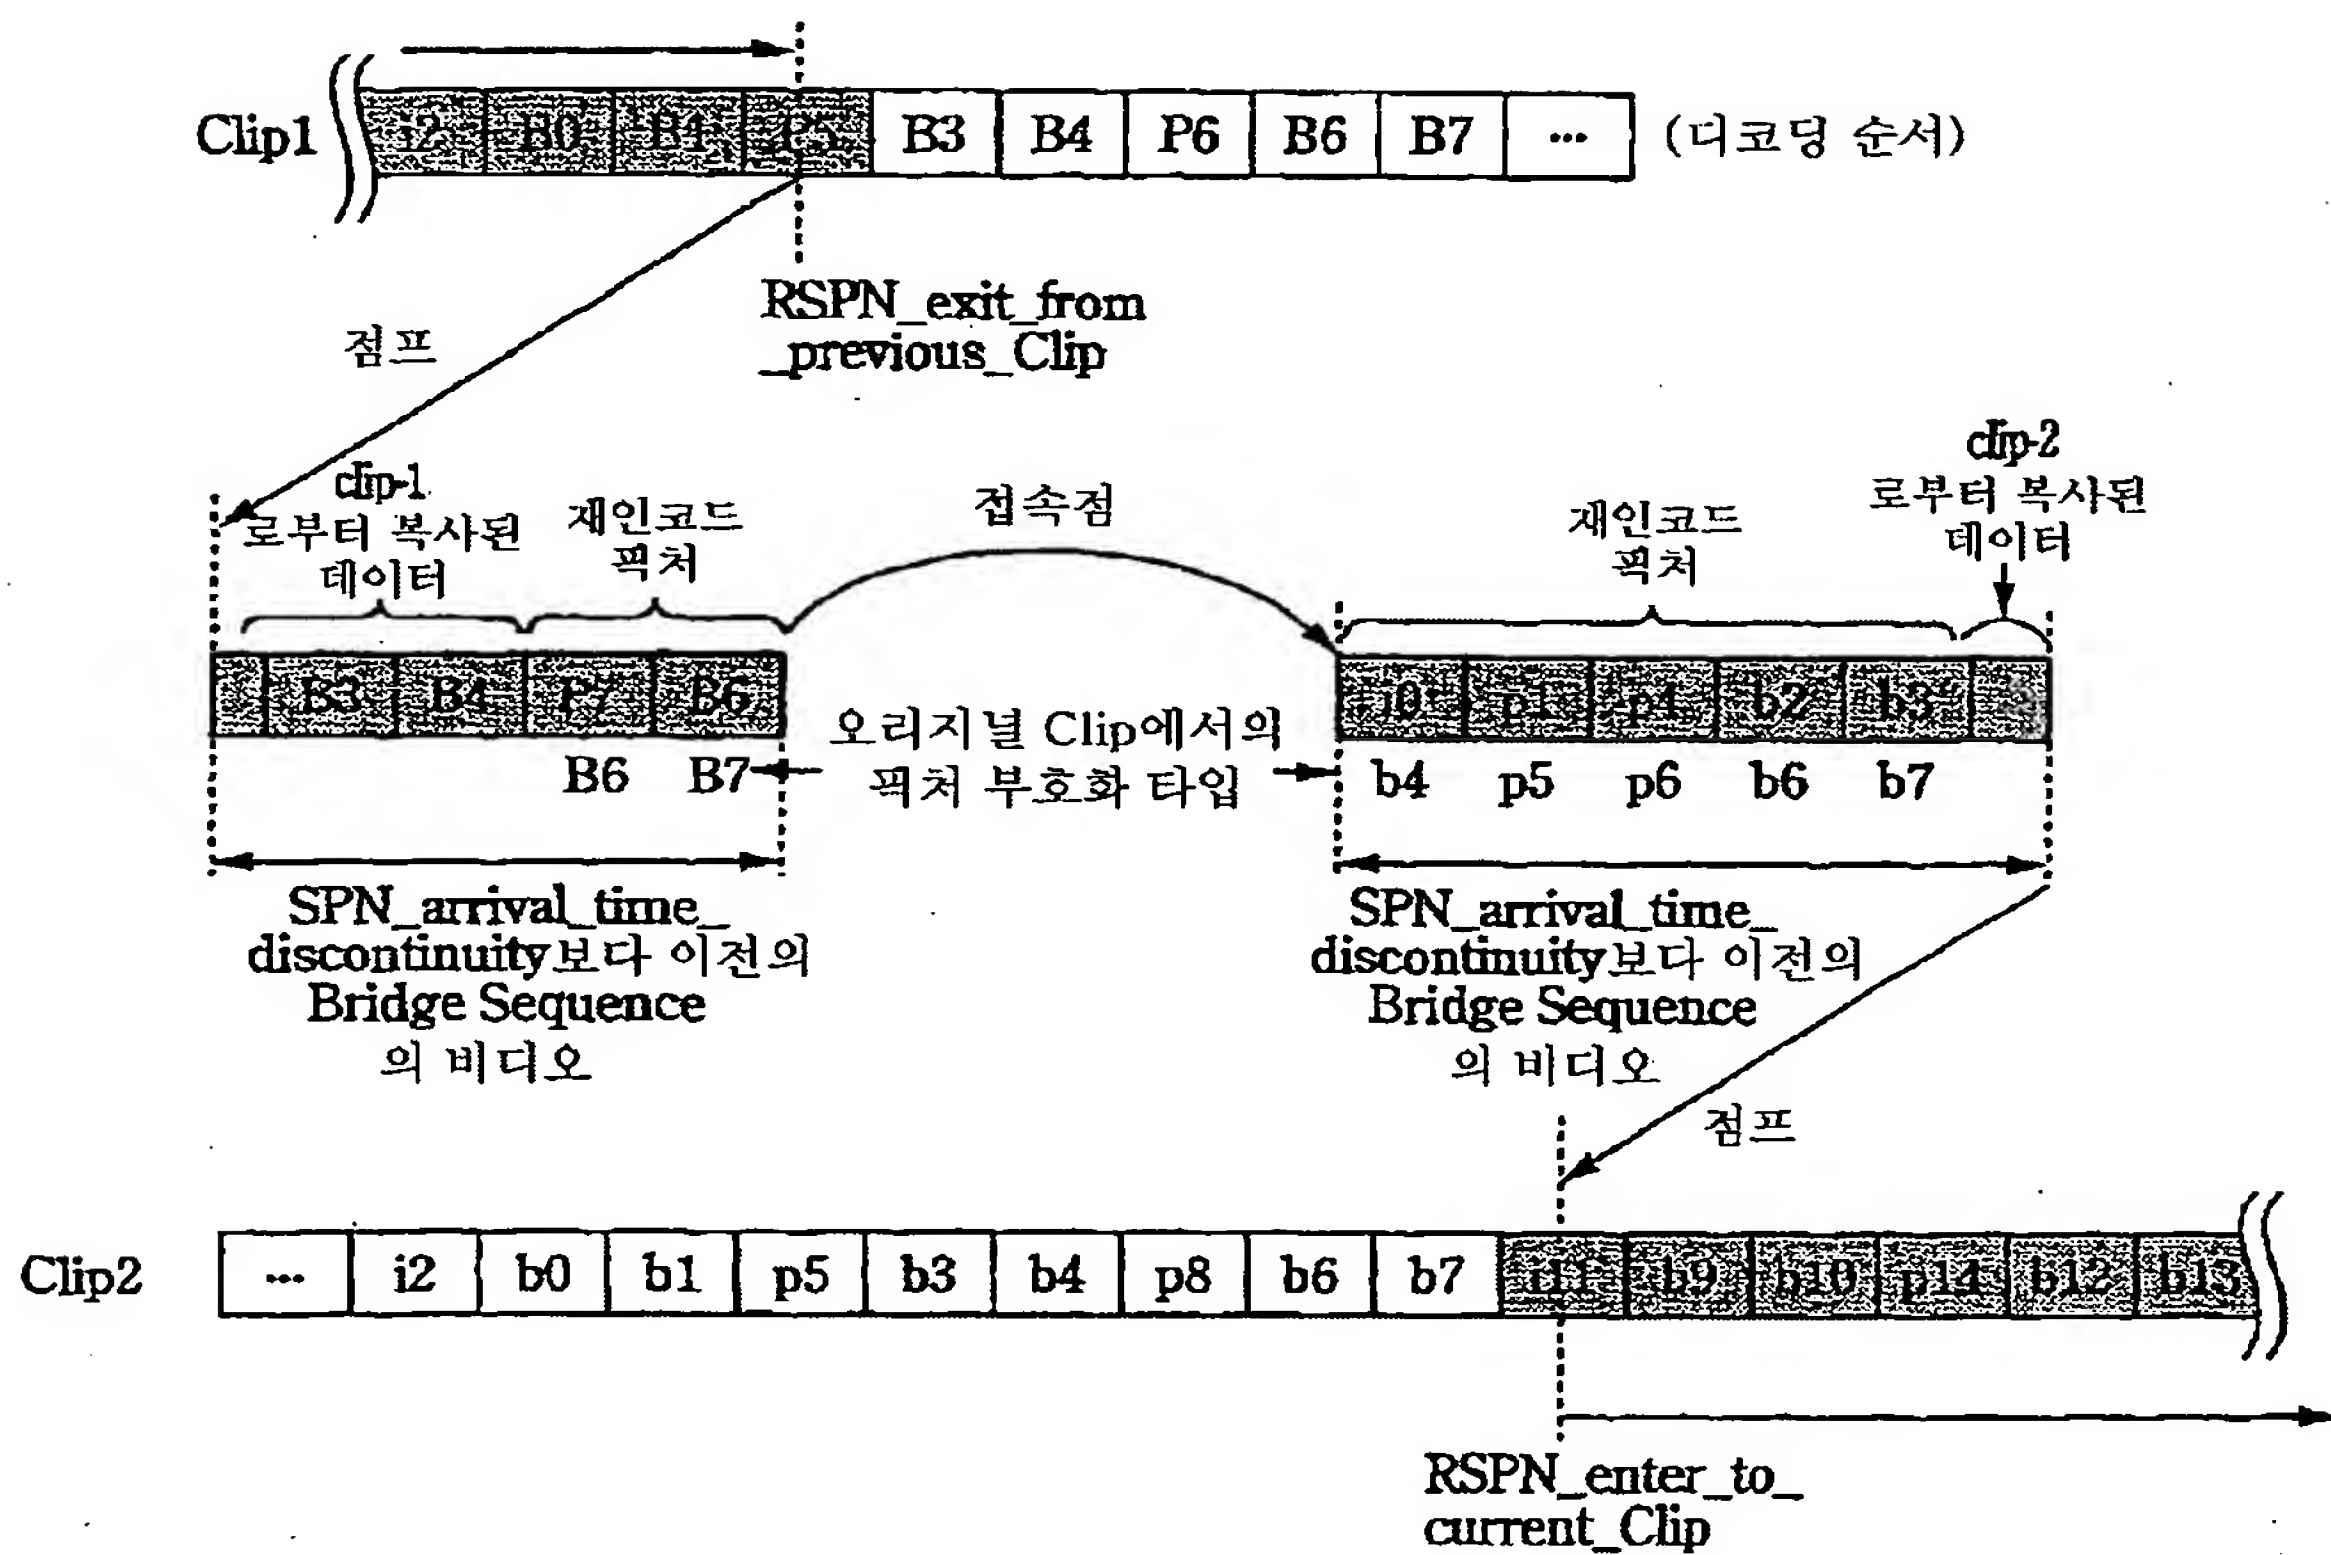 Clip1 i2 B0 B1 P5 B3 B4 P6 B6 B7 ... (디코딩 순서)
RSPN_exit_from
_previous_Clip
점프
clip-1
로부터 복사된
데이터
재인코드
픽처
접속점
재인코드
픽처
clip-2
로부터 복사된
데이터
B3 B4 P7 B6
i0 p1 p4 b2 b3
B6 B7
오리지널 Clip에서의
픽처 부호화 타입
b4 p5 p6 b6 b7
SPN_arrival_time_
discontinuity보다 이전의
Bridge Sequence
의 비디오
SPN_arrival_time_
discontinuity보다 이전의
Bridge Sequence
의 비디오
점프
Clip2 ... i2 b0 b1 p5 b3 b4 p8 b6 b7 i11 b9 b10 p14 b12 b13
RSPN_enter_to_
current_Clip